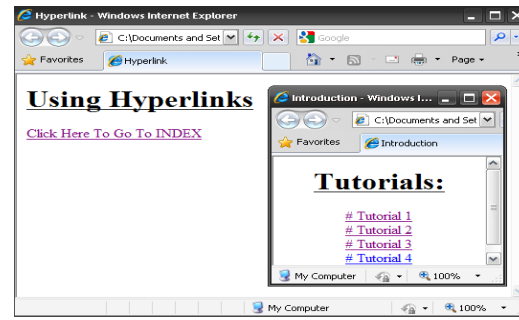 Hyperlink - Windows Internet Explorer
C:\Documents and Set
Google
Favorites
Hyperlink
Page
Using Hyperlinks
Click Here To Go To INDEX
Introduction - Windows I...
C:\Documents and Set
Favorites
Introduction
Tutorials:
# Tutorial 1
# Tutorial 2
# Tutorial 3
# Tutorial 4
My Computer
100%
My Computer
100%